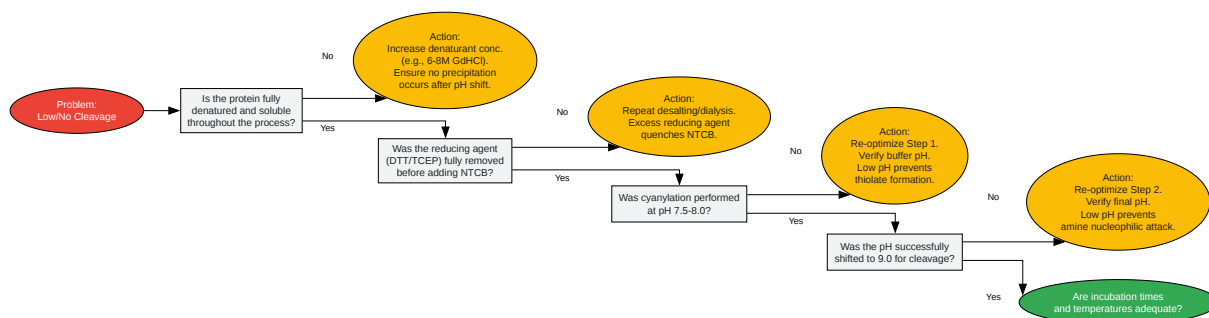 Problem:
Low/No Cleavage
Is the protein fully
denatured and soluble
throughout the process?
No
Action:
Increase denaturant conc.
(e.g., 6-8M GdHCl).
Ensure no precipitation
occurs after pH shift.
Yes
Was the reducing agent
(DTT/TCEP) fully removed
before adding NTCB?
No
Action:
Repeat desalting/dialysis.
Excess reducing agent
quenches NTCB.
Yes
Was cyanylation performed
at pH 7.5-8.0?
No
Action:
Re-optimize Step 1.
Verify buffer pH.
Low pH prevents
thiolate formation.
Yes
Was the pH successfully
shifted to 9.0 for cleavage?
No
Action:
Re-optimize Step 2.
Verify final pH.
Low pH prevents
amine nucleophilic attack.
Yes
Are incubation times
and temperatures adequate?